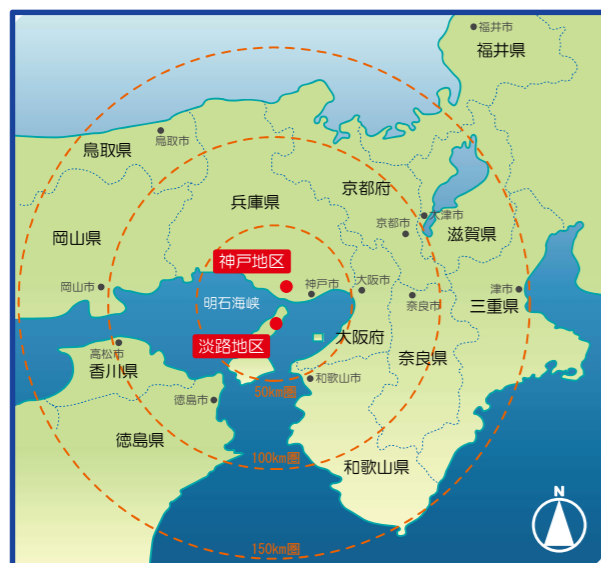 福井市
福井県
鳥取県
鳥取市
兵庫県
京都府
大津市
京都市
滋賀県
岡山県
神戸地区
岡山市
明石海峡
神戸市
大阪市
奈良市
津市
三重県
淡路地区
大阪府
高松市
香川県
奈良県
和歌山市
50km圏
徳島市
徳島県
100km圏
和歌山県
150km圏
N